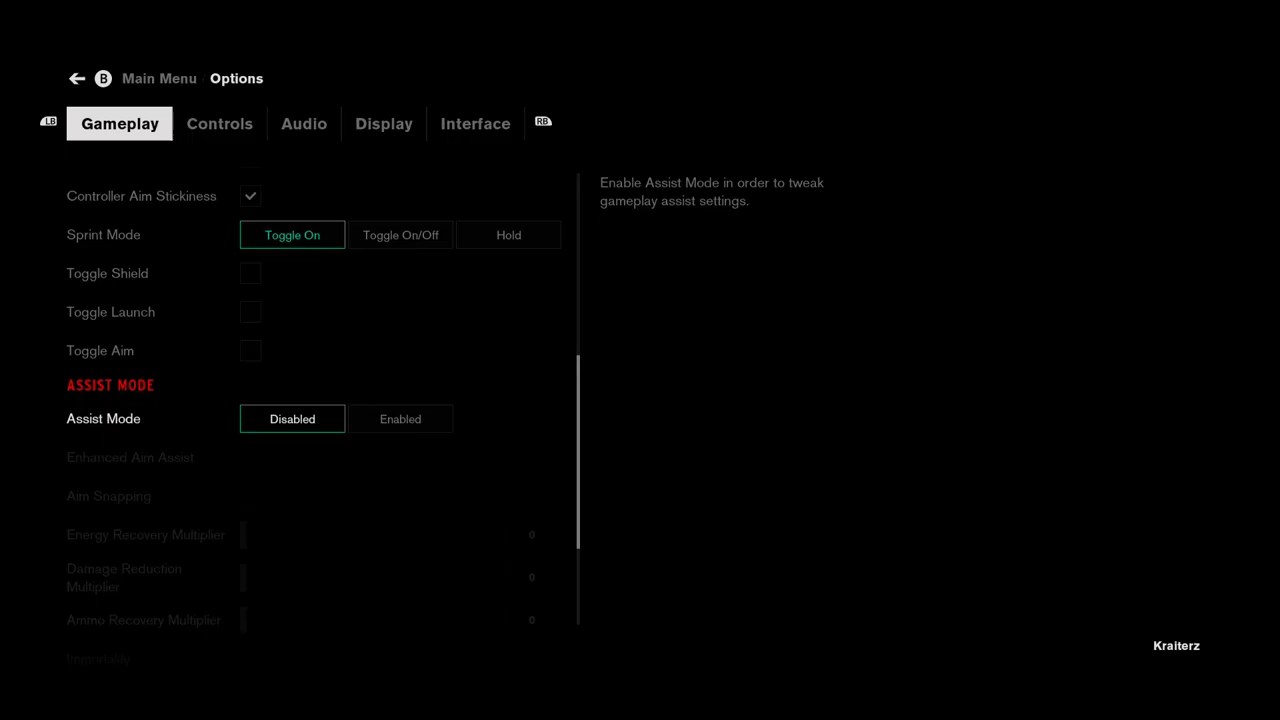 B Main Menu / Options
LB Gameplay Controls Audio Display Interface RB
Controller Aim Stickiness
Sprint Mode Toggle On Toggle On/Off Hold
Toggle Shield
Toggle Launch
Toggle Aim
ASSIST MODE
Assist Mode Disabled Enabled
Enhanced Aim Assist
Aim Snapping
Energy Recovery Multiplier 0
Damage Reduction
Multiplier 0
Ammo Recovery Multiplier 0
Immortality
Enable Assist Mode in order to tweak
gameplay assist settings.
Kraiterz